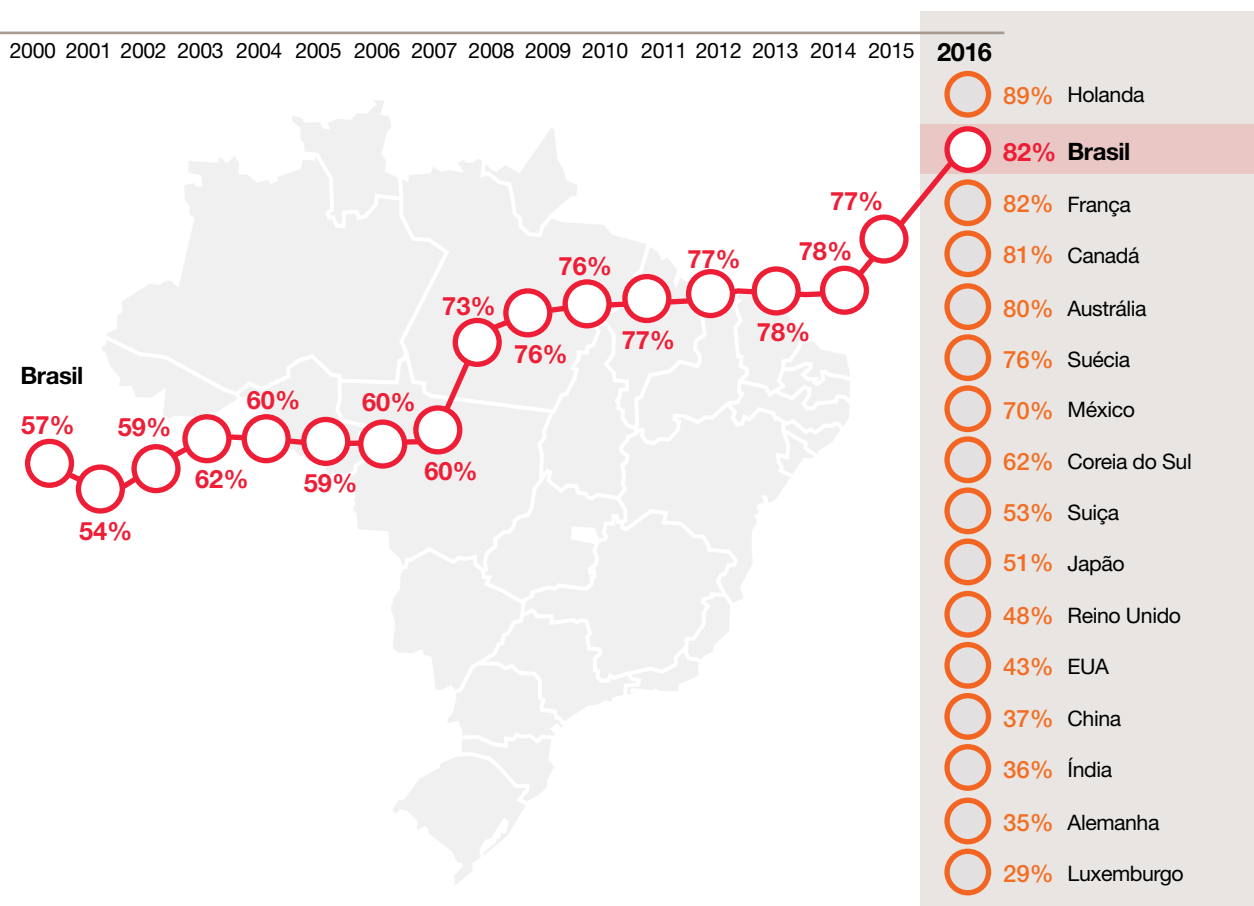 2000 2001 2002 2003 2004 2005 2006 2007 2008 2009 2010 2011 2012 2013 2014 2015 2016
89% Holanda
82% Brasil
82% França
81% Canadá
80% Austrália
76% Suécia
70% México
62% Coreia do Sul
53% Suiça
51% Japão
48% Reino Unido
43% EUA
37% China
36% Índia
35% Alemanha
29% Luxemburgo
Brasil
57%
54%
59%
62%
60%
59%
60%
60%
73%
76%
76%
77%
77%
78%
78%
77%